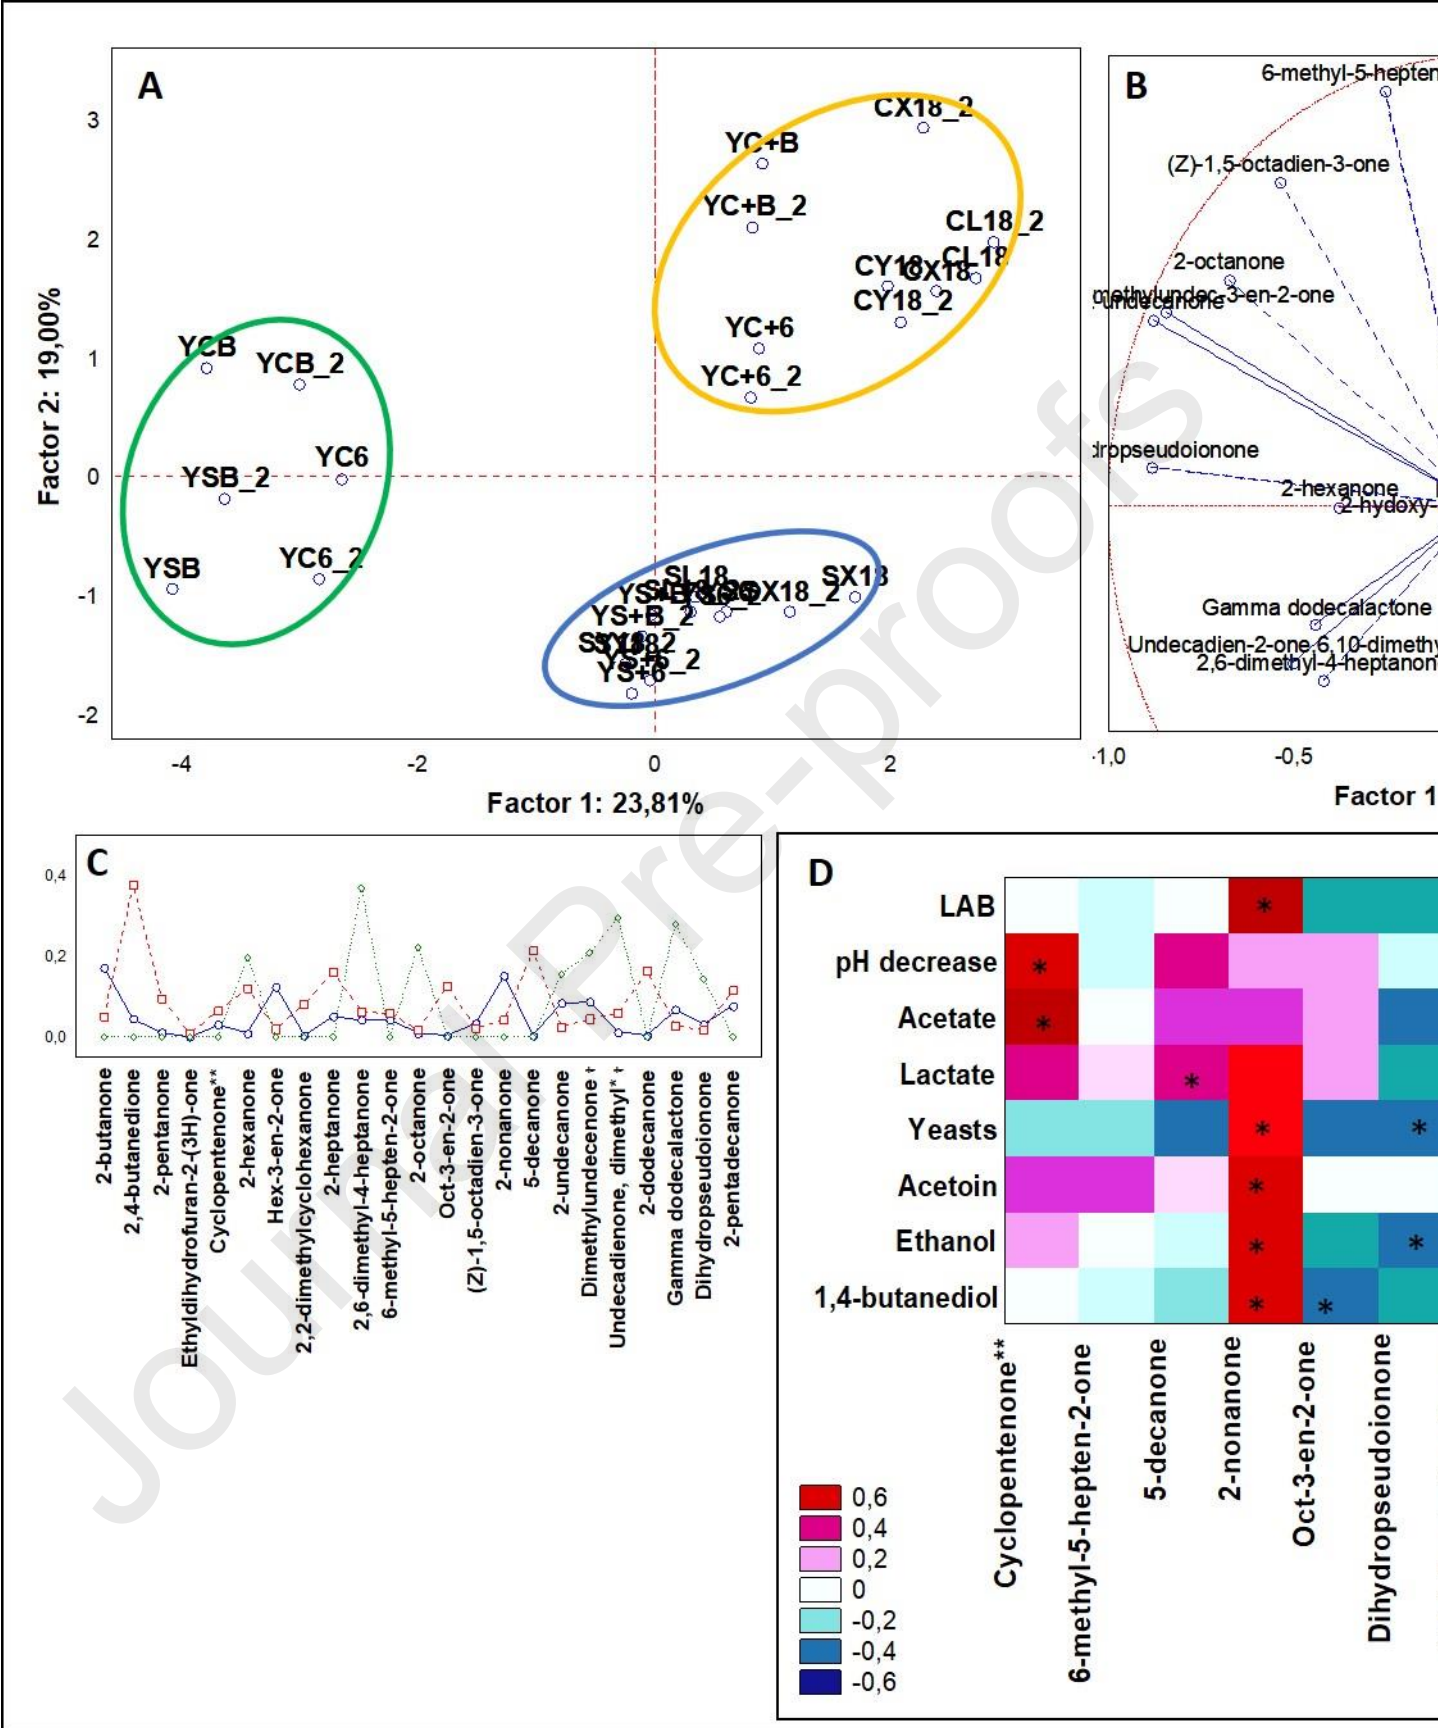 A
3
2
1
0
-1
-2
Factor 2: 19,00%
-4
-2
0
2
Factor 1: 23,81%
CX18_2
YC+B
YC+B_2
CL18_2
CL18
CY18
CX18
CY18_2
YC+6
YC+6_2
YCB
YCB_2
YC6
YSB_2
YC6_2
YSB
SL18
SX18
SX18_2
YS+B_2
YS+6_2
YS+6
B
6-methyl-5-hepten
(Z)-1,5-octadien-3-one
2-octanone
methylundec-3-en-2-one
undecanone
dropseudoionone
2-hexanone
2-hydoxy-
Gamma dodecalactone
Undecadien-2-one,6,10-dimethy
2,6-dimethyl-4-heptanon
-1,0
-0,5
Factor 1
C
0,4
0,2
0,0
2-butanone
2,4-butanedione
2-pentanone
Ethyldihydrofuran-2-(3H)-one
Cyclopentenone**
2-hexanone
Hex-3-en-2-one
2,2-dimethylcyclohexanone
2-heptanone
2,6-dimethyl-4-heptanone
6-methyl-5-hepten-2-one
2-octanone
Oct-3-en-2-one
(Z)-1,5-octadien-3-one
2-nonanone
5-decanone
2-undecanone
Dimethylundecenone †
Undecadienone, dimethyl* †
2-dodecanone
Gamma dodecalactone
Dihydropseudoionone
2-pentadecanone
D
LAB
*
pH decrease
*
Acetate
*
Lactate
*
Yeasts
* *
Acetoin
*
Ethanol
* *
1,4-butanediol
* *
Cyclopentenone**
6-methyl-5-hepten-2-one
5-decanone
2-nonanone
Oct-3-en-2-one
Dihydropseudoionone
0,6
0,4
0,2
0
-0,2
-0,4
-0,6
Journal Pre-proofs